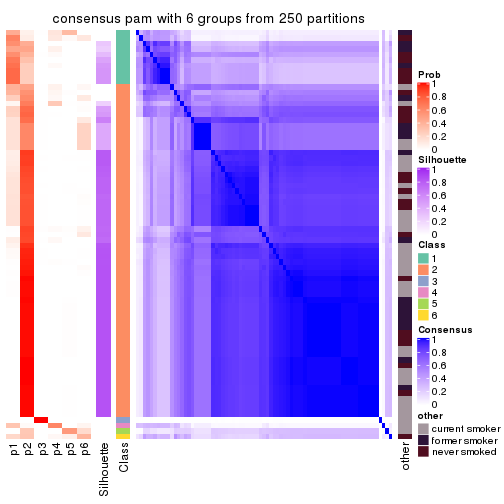 consensus pam with 6 groups from 250 partitions
Prob
1
0.8
0.6
0.4
0.2
0
Silhouette
1
0.8
0.6
0.4
0.2
0
Class
1
2
3
4
5
6
Consensus
1
0.8
0.6
0.4
0.2
0
other
current smoker
former smoker
never smoked
p1
p2
p3
p4
p5
p6
Silhouette
Class
other